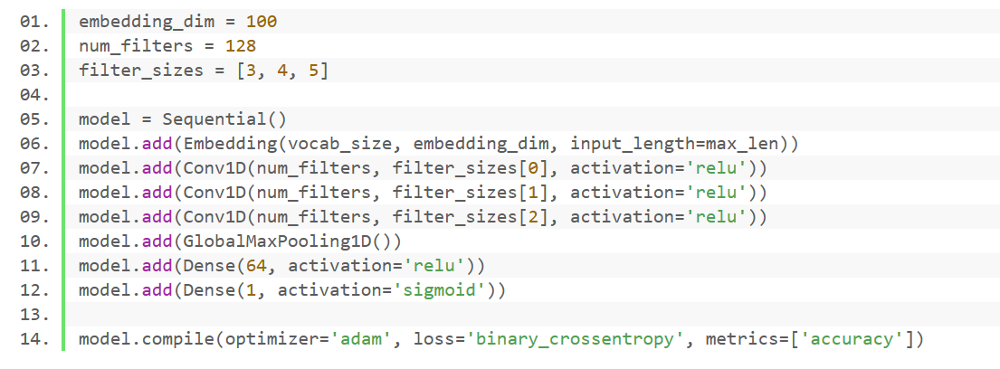 01. embedding_dim = 100
02. num_filters = 128
03. filter_sizes = [3, 4, 5]
04.
05. model = Sequential()
06. model.add(Embedding(vocab_size, embedding_dim, input_length=max_len))
07. model.add(Conv1D(num_filters, filter_sizes[0], activation='relu'))
08. model.add(Conv1D(num_filters, filter_sizes[1], activation='relu'))
09. model.add(Conv1D(num_filters, filter_sizes[2], activation='relu'))
10. model.add(GlobalMaxPooling1D())
11. model.add(Dense(64, activation='relu'))
12. model.add(Dense(1, activation='sigmoid'))
13.
14. model.compile(optimizer='adam', loss='binary_crossentropy', metrics=['accuracy'])